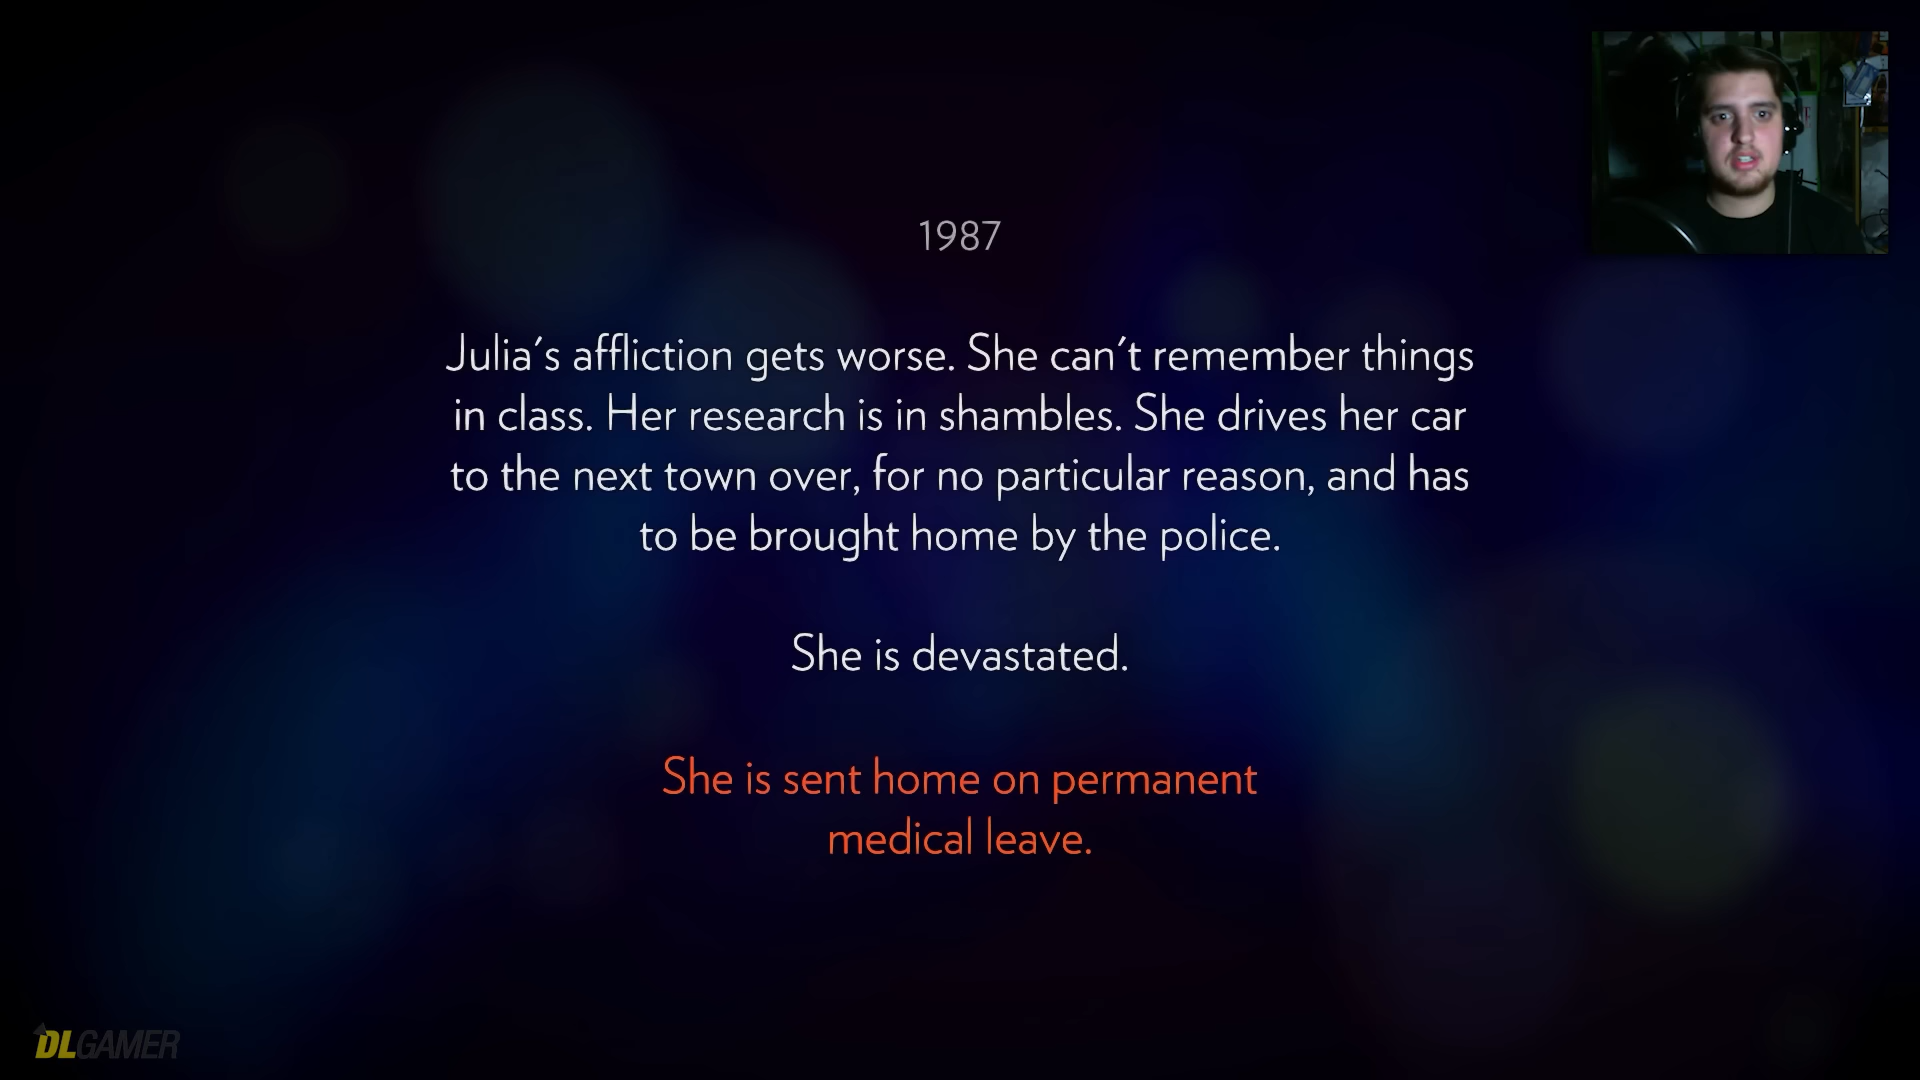 1987
Julia's affliction gets worse. She can't remember things
in class. Her research is in shambles. She drives her car
to the next town over, for no particular reason, and has
to be brought home by the police.
She is devastated.
She is sent home on permanent
medical leave.
DLGAMER